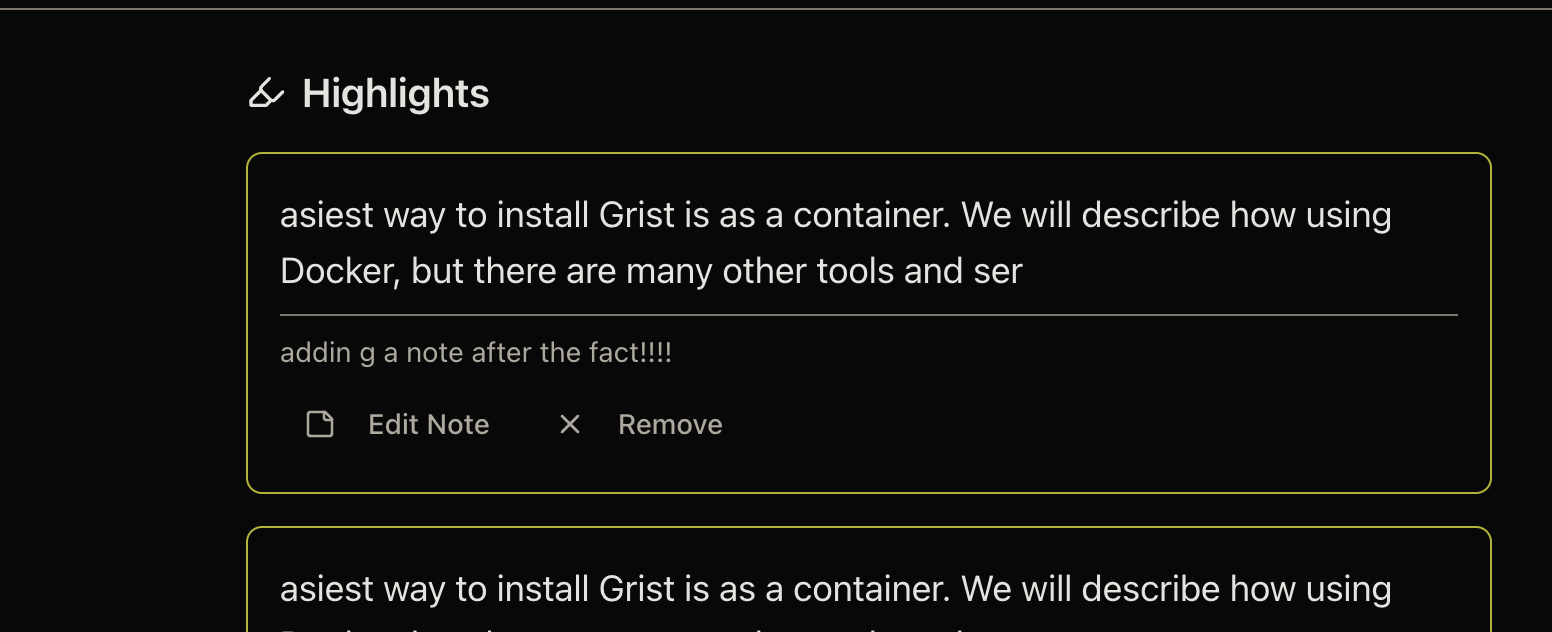 Highlights
asiest way to install Grist is as a container. We will describe how using
Docker, but there are many other tools and ser
addin g a note after the fact!!!!
Edit Note Remove
asiest way to install Grist is as a container. We will describe how using